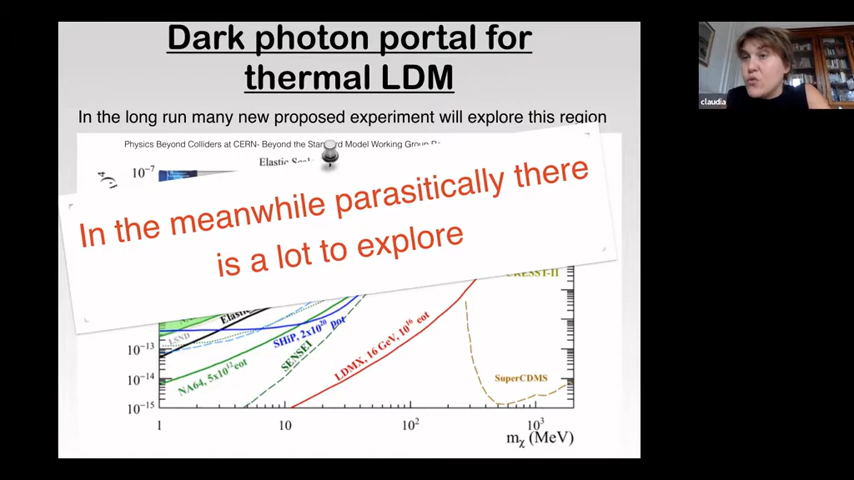 Dark photon portal for
thermal LDM
In the long run many new proposed experiment will explore this region
Physics Beyond Colliders at CERN- Beyond the Standard Model Working Group
Elastic
10⁻⁷
In the meanwhile parasitically there
is a lot to explore
CRESST-II
LSND
SHiP, 2x10²⁰ pot
SENSEI
NA64, 5x10¹² eot
LDMX, 16 GeV, 10¹⁶ eot
SuperCDMS
10⁻¹³
10⁻¹⁴
10⁻¹⁵
1
10
10²
10³
mχ (MeV)
claudia